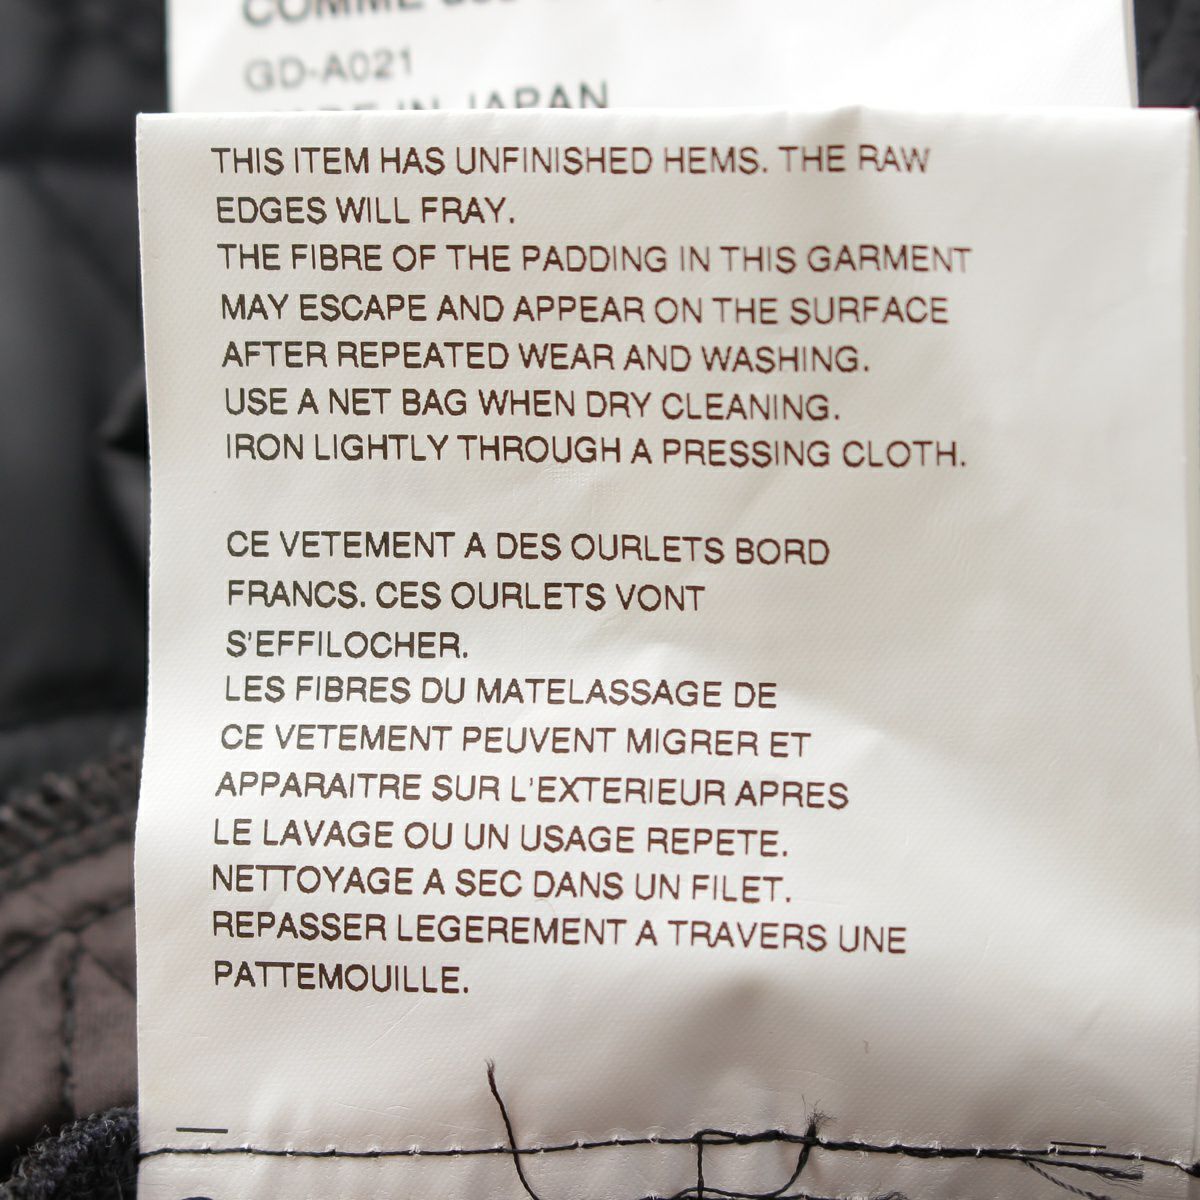 COMME
GD-A021
MADE IN JAPAN
THIS ITEM HAS UNFINISHED HEMS. THE RAW
EDGES WILL FRAY.
THE FIBRE OF THE PADDING IN THIS GARMENT
MAY ESCAPE AND APPEAR ON THE SURFACE
AFTER REPEATED WEAR AND WASHING.
USE A NET BAG WHEN DRY CLEANING.
IRON LIGHTLY THROUGH A PRESSING CLOTH.
CE VETEMENT A DES OURLETS BORD
FRANCS. CES OURLETS VONT
S'EFFILOCHER.
LES FIBRES DU MATELASSAGE DE
CE VETEMENT PEUVENT MIGRER ET
APPARAITRE SUR L'EXTERIEUR APRES
LE LAVAGE OU UN USAGE REPETE.
NETTOYAGE A SEC DANS UN FILET.
REPASSER LEGEREMENT A TRAVERS UNE
PATTEMOUILLE.